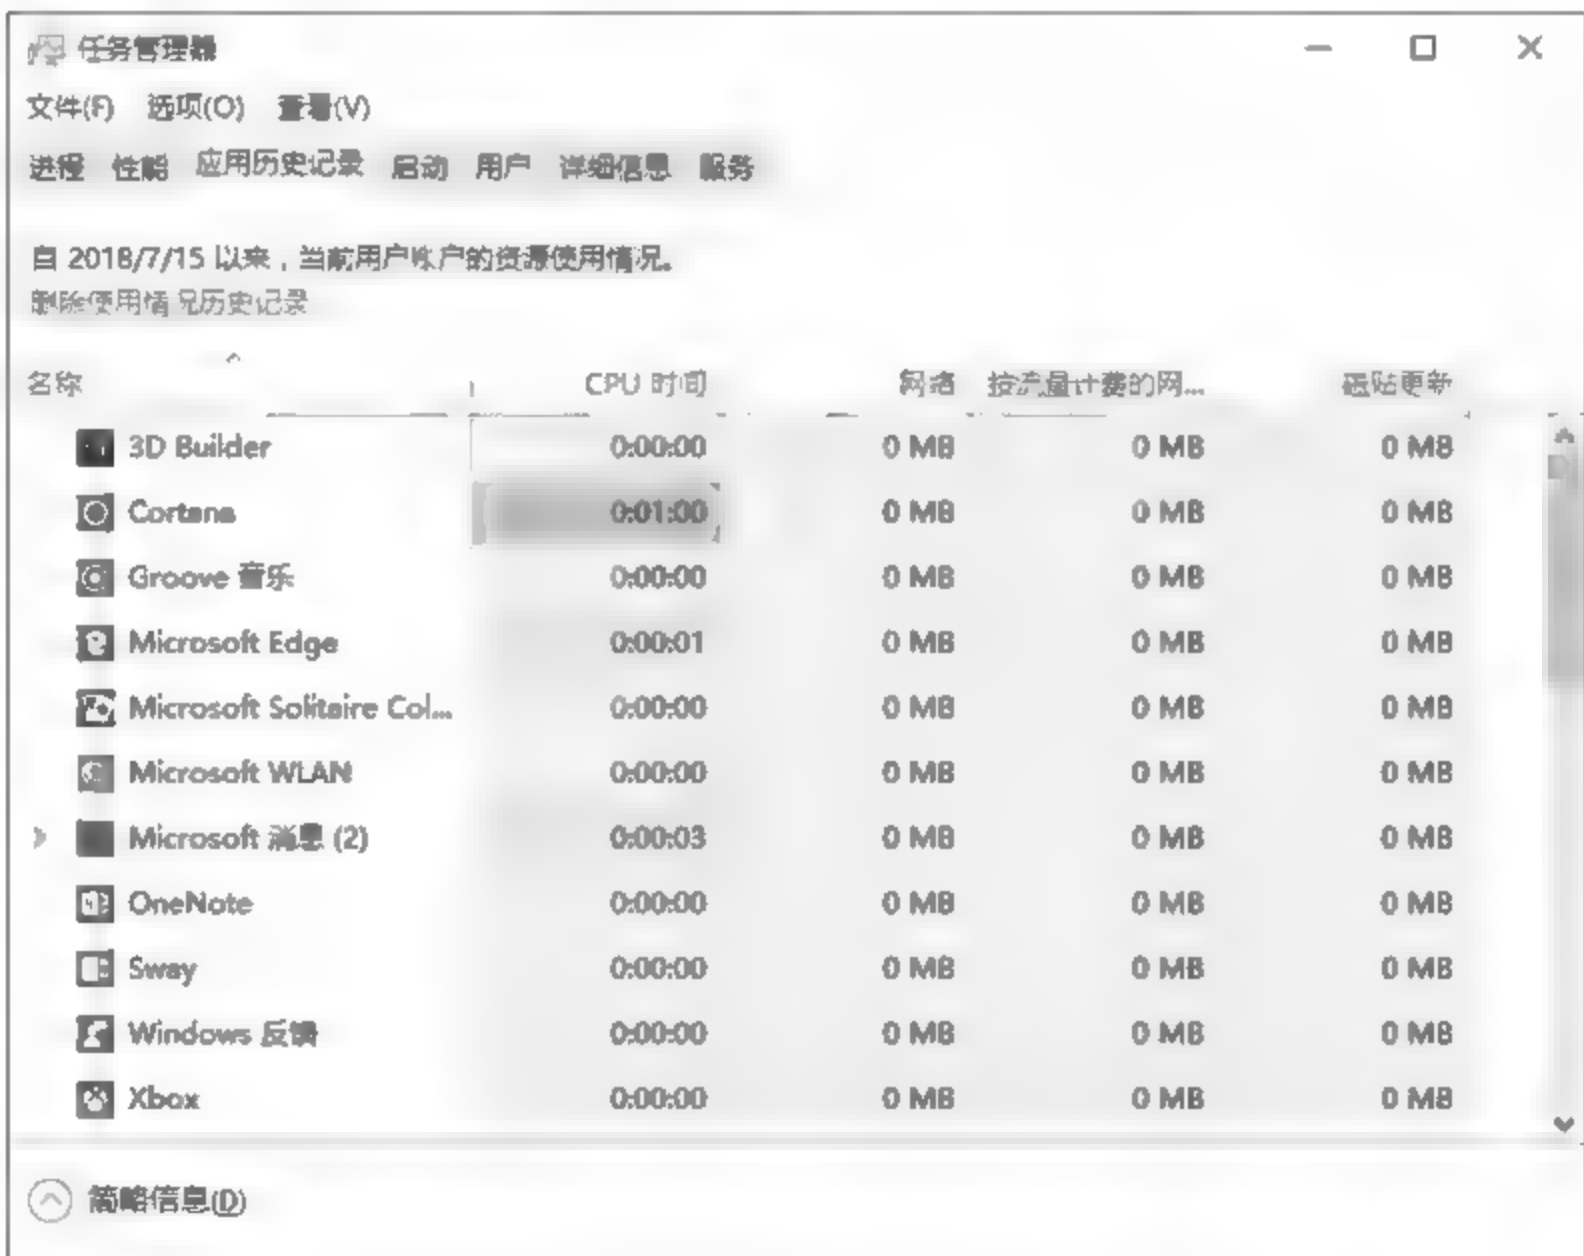 任务管理器
文件(F) 选项(O) 查看(V)
进程 性能 应用历史记录 启动 用户 详细信息 服务
自 2018/7/15 以来，当前用户帐户的资源使用情况。
删除使用情况历史记录
名称 CPU 时间 网络 按流量计费的网... 磁贴更新
3D Builder 0:00:00 0 MB 0 MB 0 MB
Cortana 0:01:00 0 MB 0 MB 0 MB
Groove 音乐 0:00:00 0 MB 0 MB 0 MB
Microsoft Edge 0:00:01 0 MB 0 MB 0 MB
Microsoft Solitaire Col... 0:00:00 0 MB 0 MB 0 MB
Microsoft WLAN 0:00:00 0 MB 0 MB 0 MB
Microsoft 消息 (2) 0:00:03 0 MB 0 MB 0 MB
OneNote 0:00:00 0 MB 0 MB 0 MB
Sway 0:00:00 0 MB 0 MB 0 MB
Windows 反馈 0:00:00 0 MB 0 MB 0 MB
Xbox 0:00:00 0 MB 0 MB 0 MB
简略信息(D)